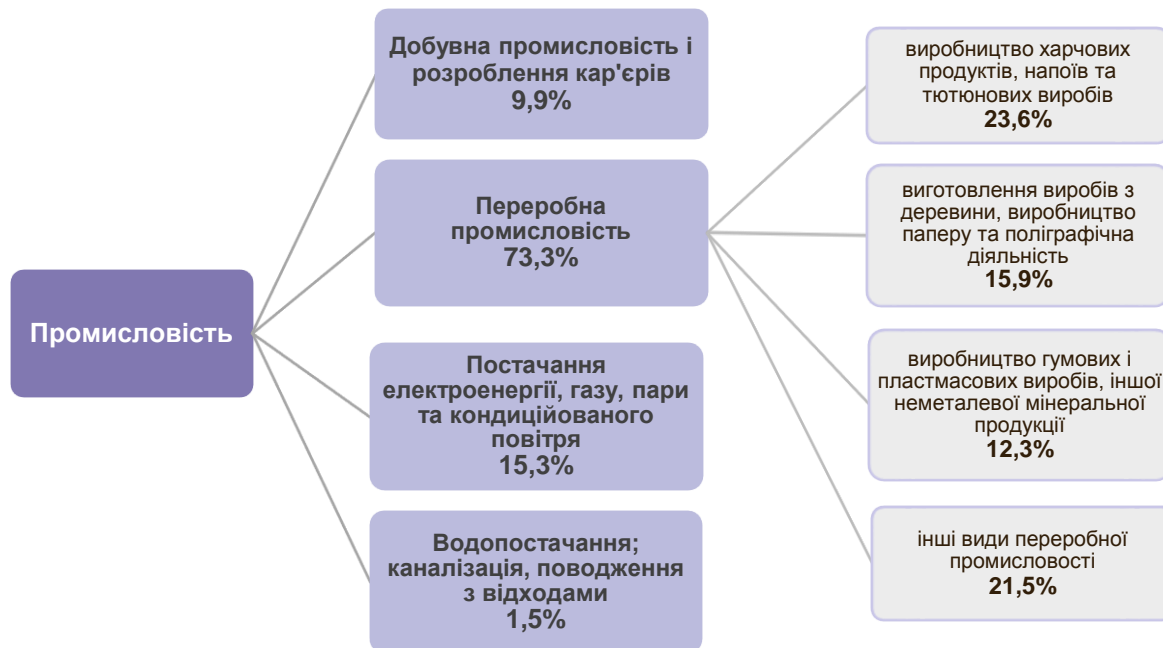 Промисловість
Добувна промисловість і
розроблення кар'єрів
9,9%
Переробна
промисловість
73,3%
Постачання
електроенергії, газу, пари
та кондиційованого
повітря
15,3%
Водопостачання;
каналізація, поводження
з відходами
1,5%
виробництво харчових
продуктів, напоїв та
тютюнових виробів
23,6%
виготовлення виробів з
деревини, виробництво
паперу та поліграфічна
діяльність
15,9%
виробництво гумових і
пластмасових виробів, іншої
неметалевої мінеральної
продукції
12,3%
інші види переробної
промисловості
21,5%